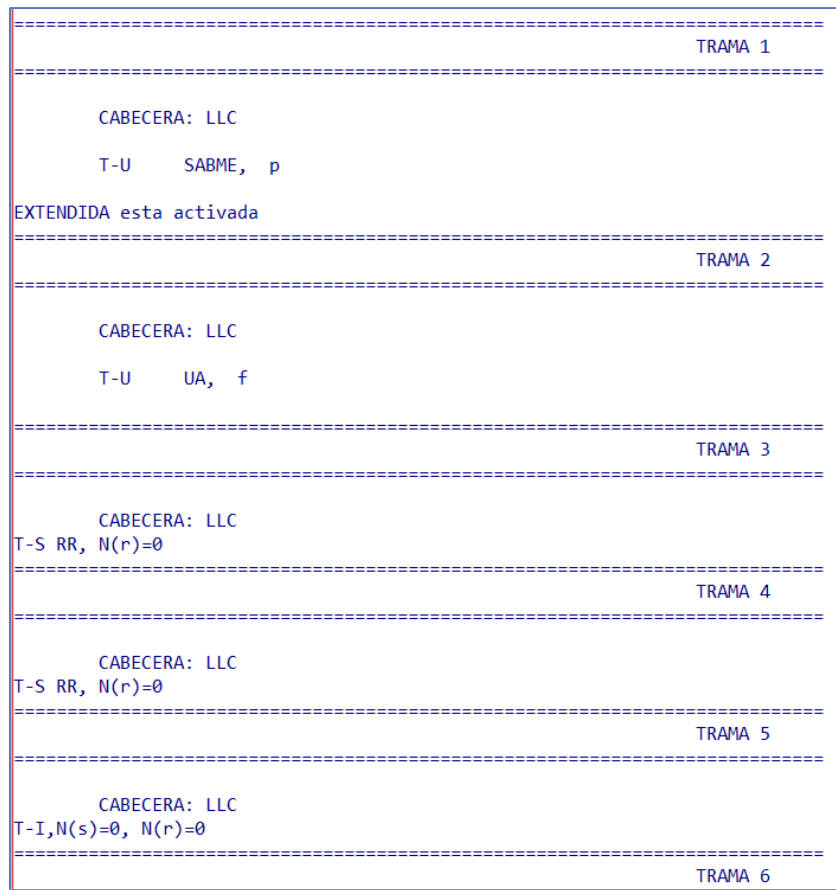 ============================================================================
TRAMA 1
============================================================================
CABECERA: LLC
T-U SABME, p
EXTENDIDA esta activada
============================================================================
TRAMA 2
============================================================================
CABECERA: LLC
T-U UA, f
============================================================================
TRAMA 3
============================================================================
CABECERA: LLC
T-S RR, N(r)=0
============================================================================
TRAMA 4
============================================================================
CABECERA: LLC
T-S RR, N(r)=0
============================================================================
TRAMA 5
============================================================================
CABECERA: LLC
T-I,N(s)=0, N(r)=0
============================================================================
TRAMA 6